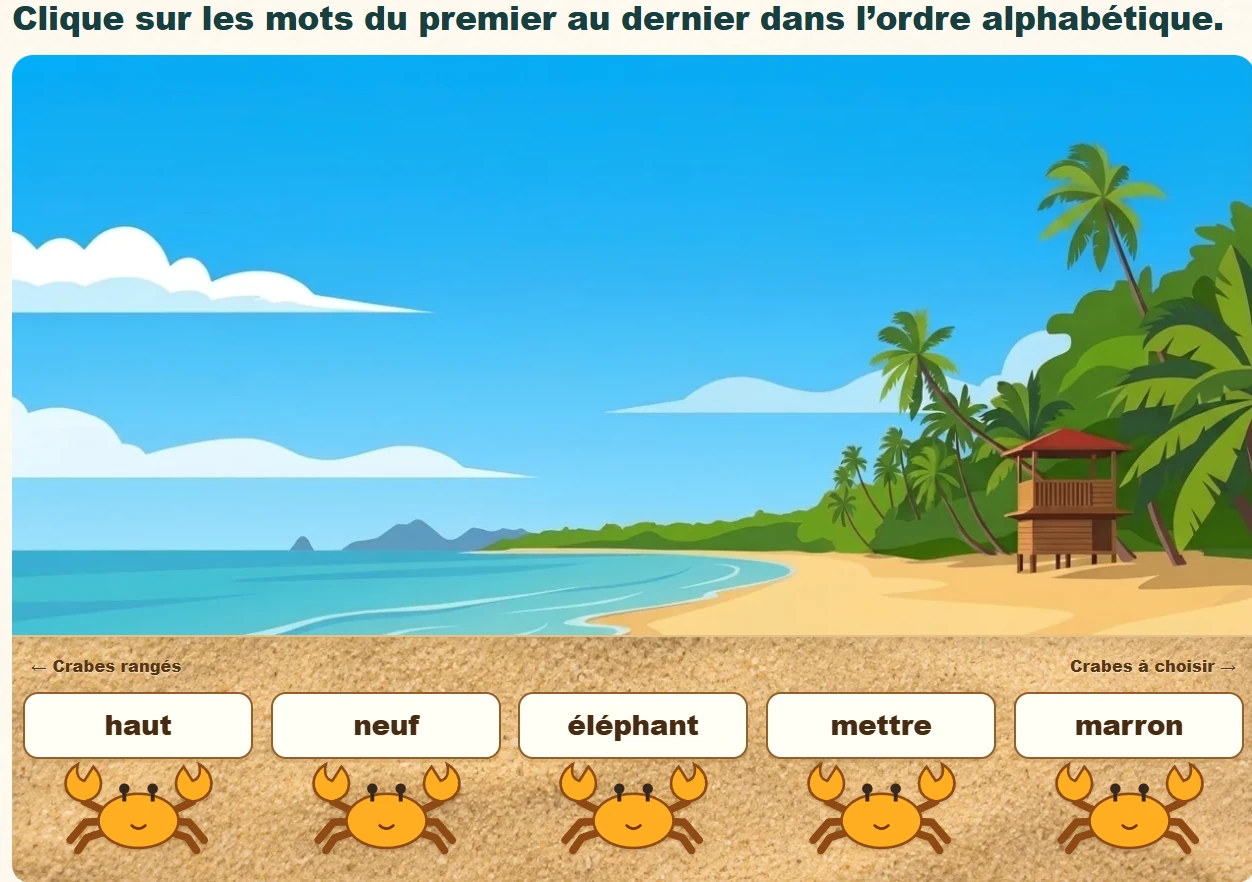 Clique sur les mots du premier au dernier dans l’ordre alphabétique.
← Crabes rangés
Crabes à choisir →
haut
neuf
éléphant
mettre
marron